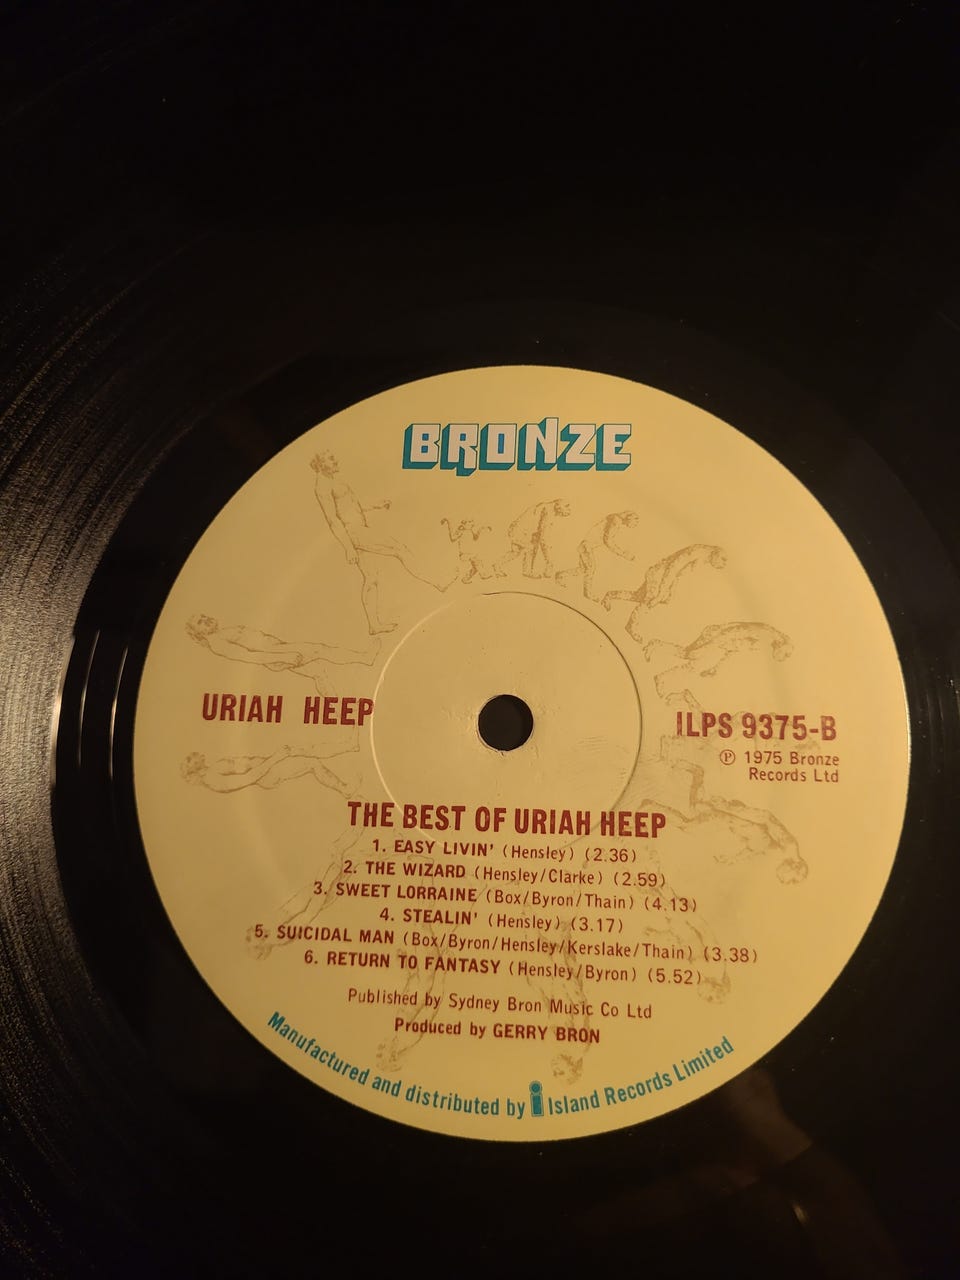 BRONZE
URIAH HEEP
ILPS 9375-B
℗ 1975 Bronze
Records Ltd
THE BEST OF URIAH HEEP
1. EASY LIVIN' (Hensley) (2.36)
2. THE WIZARD (Hensley/Clarke) (2.59)
3. SWEET LORRAINE (Box/Byron/Thain) (4.13)
4. STEALIN' (Hensley) (3.17)
5. SUICIDAL MAN (Box/Byron/Hensley/Kerslake/Thain) (3.38)
6. RETURN TO FANTASY (Hensley/Byron) (5.52)
Published by Sydney Bron Music Co Ltd
Produced by GERRY BRON
Manufactured and distributed by i Island Records Limited